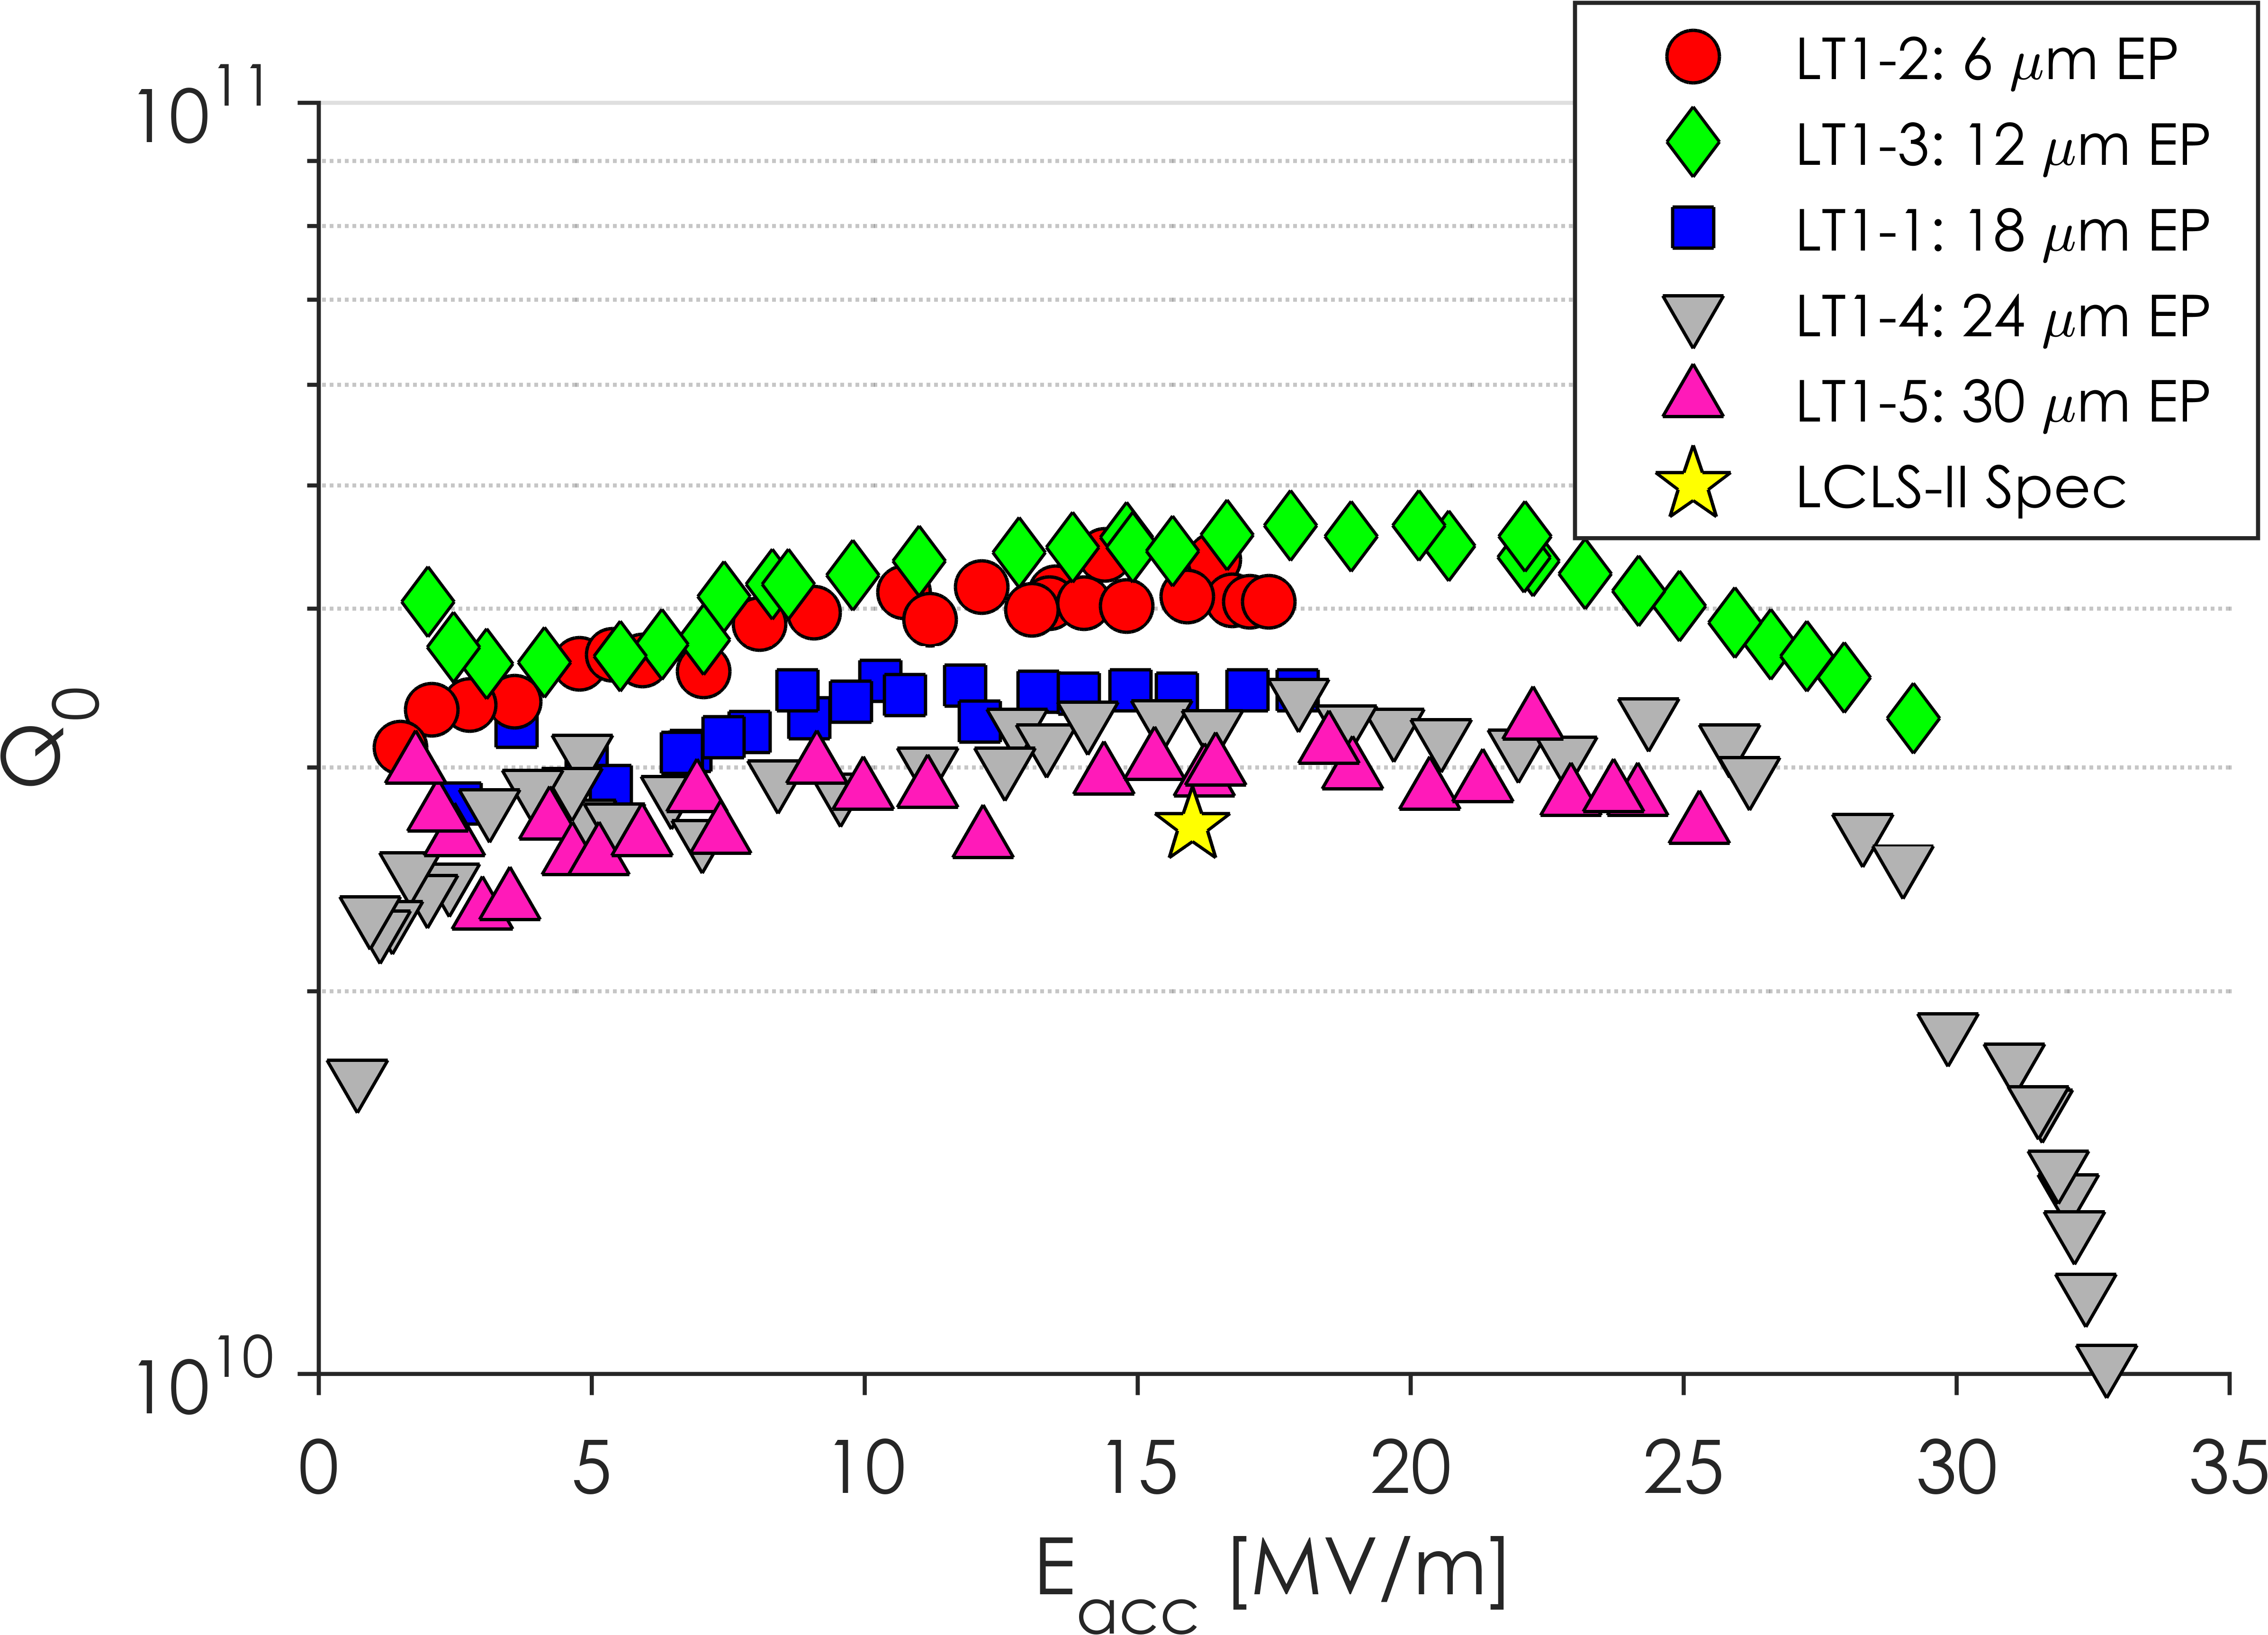 LT1-2: 6 μm EP
LT1-3: 12 μm EP
LT1-1: 18 μm EP
LT1-4: 24 μm EP
LT1-5: 30 μm EP
LCLS-II Spec
10^11
Q_0
10^10
0 5 10 15 20 25 30 35
E_acc [MV/m]